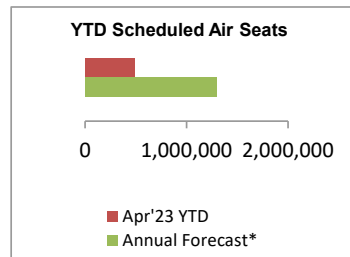 YTD Scheduled Air Seats
0 1,000,000 2,000,000
Apr'23 YTD
Annual Forecast*